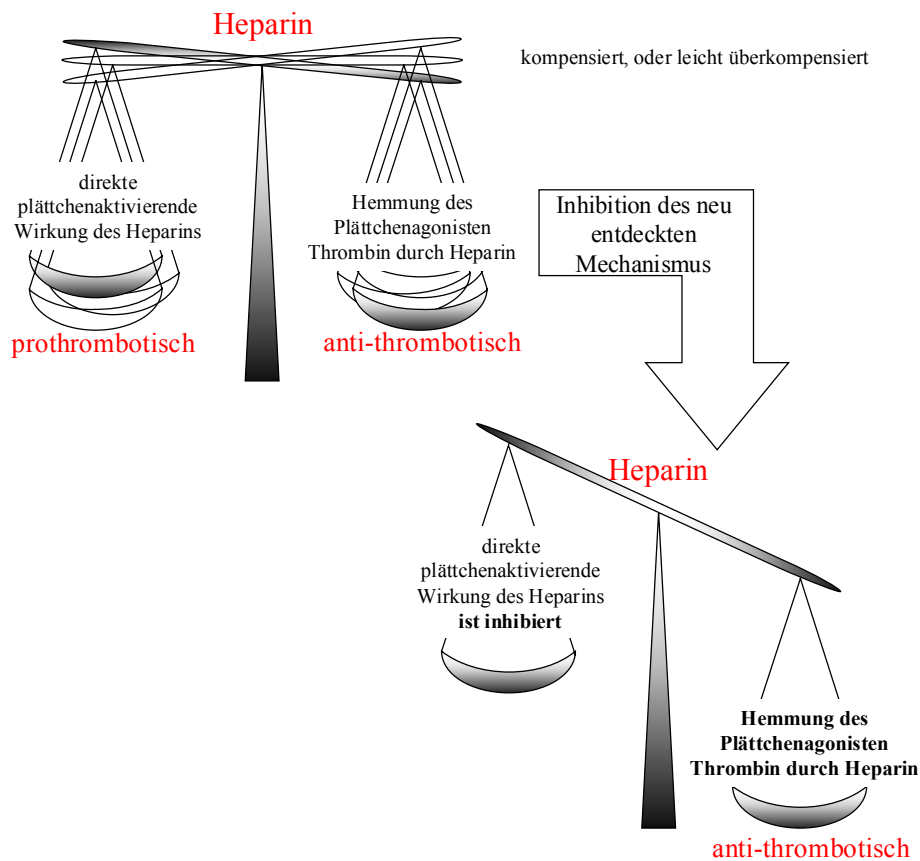 Heparin
kompensiert, oder leicht überkompensiert
direkte
plättchenaktivierende
Wirkung des Heparins
Hemmung des
Plättchenagonisten
Thrombin durch Heparin
prothrombotisch
anti-thrombotisch
Inhibition des neu
entdeckten
Mechanismus
Heparin
direkte
plättchenaktivierende
Wirkung des Heparins
ist inhibiert
Hemmung des
Plättchenagonisten
Thrombin durch Heparin
anti-thrombotisch